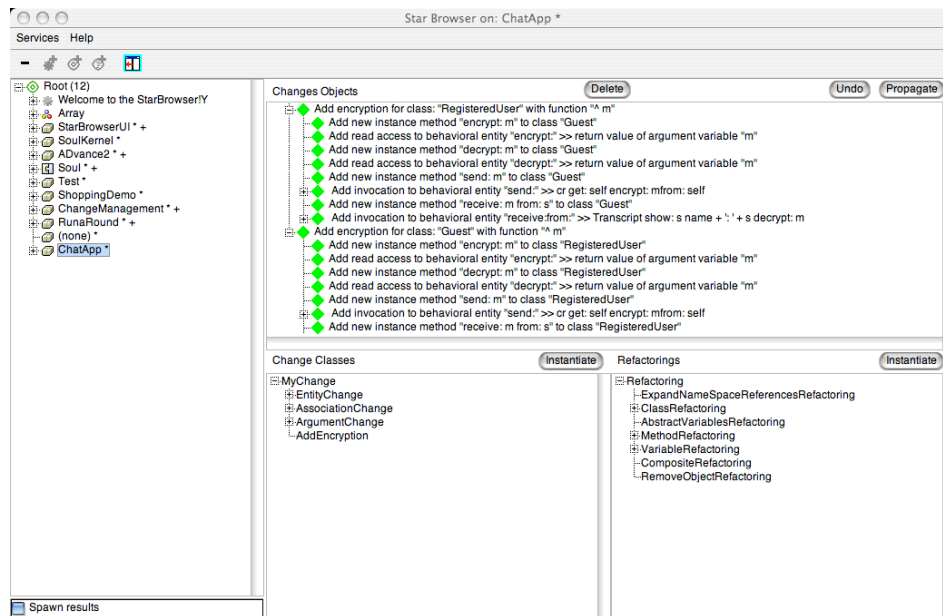 Star Browser on: ChatApp *
Services Help
Root (12)
Welcome to the StarBrowser!Y
Array
StarBrowserUI * +
SoulKernel *
ADvance2 * +
Soul * +
Test *
ShoppingDemo *
ChangeManagement * +
RunaRound * +
(none) *
ChatApp *
Spawn results
Changes Objects Delete Undo Propagate
Add encryption for class: "RegisteredUser" with function "^ m"
Add new instance method "encrypt: m" to class "Guest"
Add read access to behavioral entity "encrypt:" >> return value of argument variable "m"
Add new instance method "decrypt: m" to class "Guest"
Add read access to behavioral entity "decrypt:" >> return value of argument variable "m"
Add new instance method "send: m" to class "Guest"
Add invocation to behavioral entity "send:" >> cr get: self encrypt: mfrom: self
Add new instance method "receive: m from: s" to class "Guest"
Add invocation to behavioral entity "receive:from:" >> Transcript show: s name + ': ' + s decrypt: m
Add encryption for class: "Guest" with function "^ m"
Add new instance method "encrypt: m" to class "RegisteredUser"
Add read access to behavioral entity "encrypt:" >> return value of argument variable "m"
Add new instance method "decrypt: m" to class "RegisteredUser"
Add read access to behavioral entity "decrypt:" >> return value of argument variable "m"
Add new instance method "send: m" to class "RegisteredUser"
Add invocation to behavioral entity "send:" >> cr get: self encrypt: mfrom: self
Add new instance method "receive: m from: s" to class "RegisteredUser"
Change Classes Instantiate
MyChange
EntityChange
AssociationChange
ArgumentChange
AddEncryption
Refactorings Instantiate
Refactoring
ExpandNameSpaceReferencesRefactoring
ClassRefactoring
AbstractVariablesRefactoring
MethodRefactoring
VariableRefactoring
CompositeRefactoring
RemoveObjectRefactoring